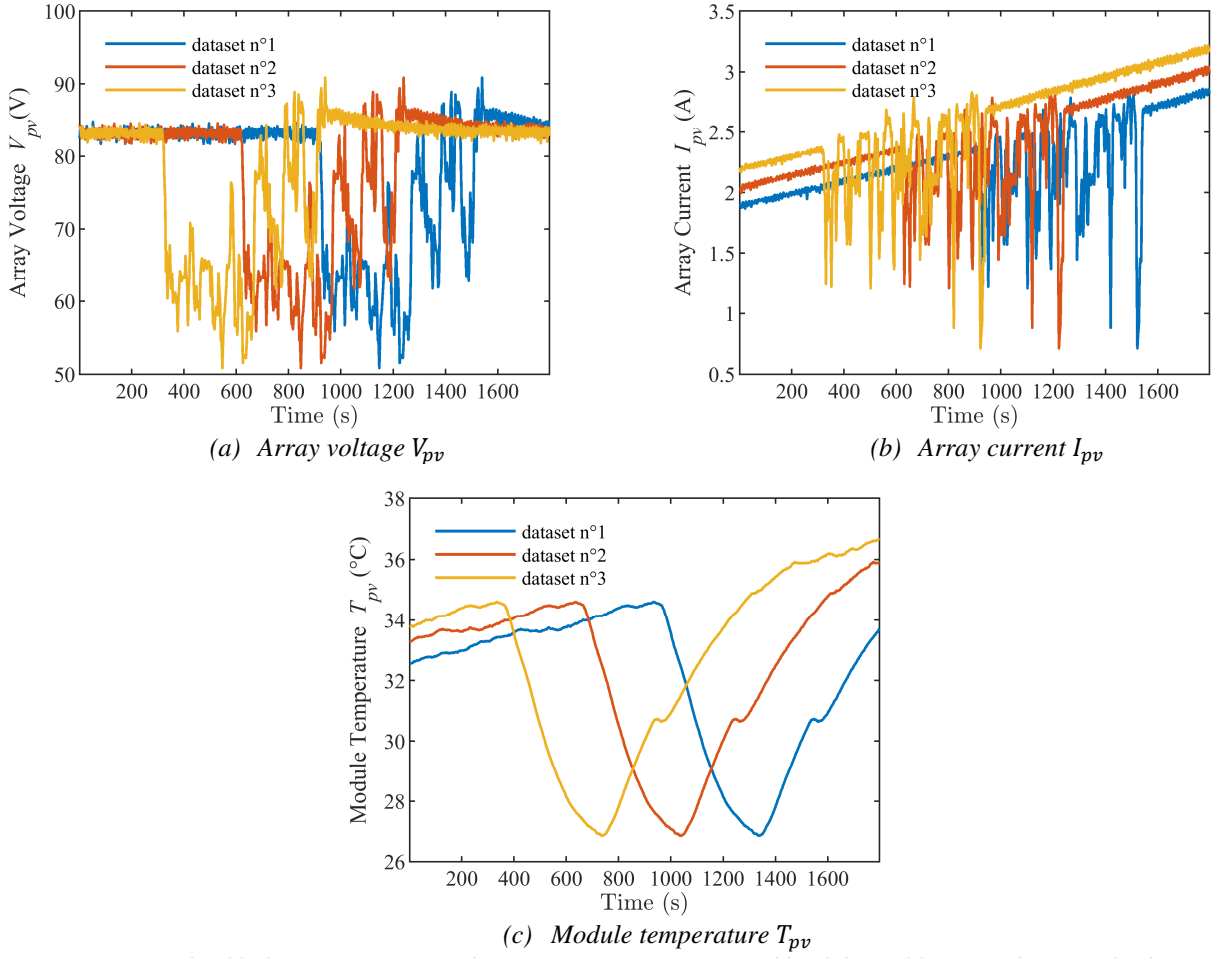 100
90
80
70
60
50
Array Voltage V_pv (V)
dataset n°1
dataset n°2
dataset n°3
200 400 600 800 1000 1200 1400 1600
Time (s)
(a) Array voltage V_pv
3.5
3
2.5
2
1.5
1
0.5
Array Current I_pv (A)
dataset n°1
dataset n°2
dataset n°3
200 400 600 800 1000 1200 1400 1600
Time (s)
(b) Array current I_pv
38
36
34
32
30
28
26
Module Temperature T_pv (°C)
dataset n°1
dataset n°2
dataset n°3
200 400 600 800 1000 1200 1400 1600
Time (s)
(c) Module temperature T_pv